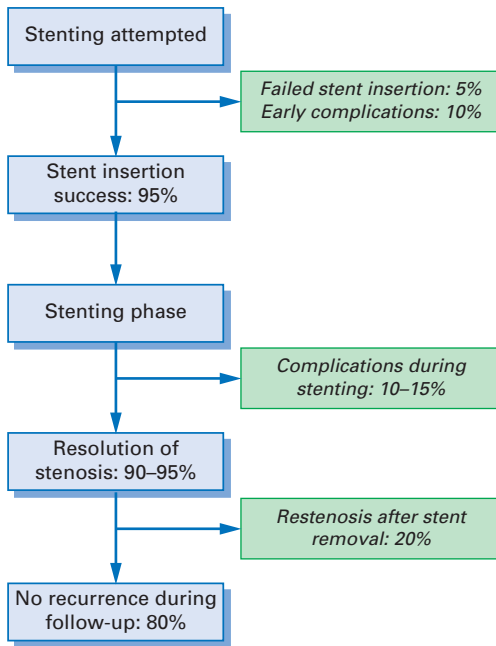 Stenting attempted
Failed stent insertion: 5%
Early complications: 10%
Stent insertion
success: 95%
Stenting phase
Complications during
stenting: 10–15%
Resolution of
stenosis: 90–95%
Restenosis after stent
removal: 20%
No recurrence during
follow-up: 80%